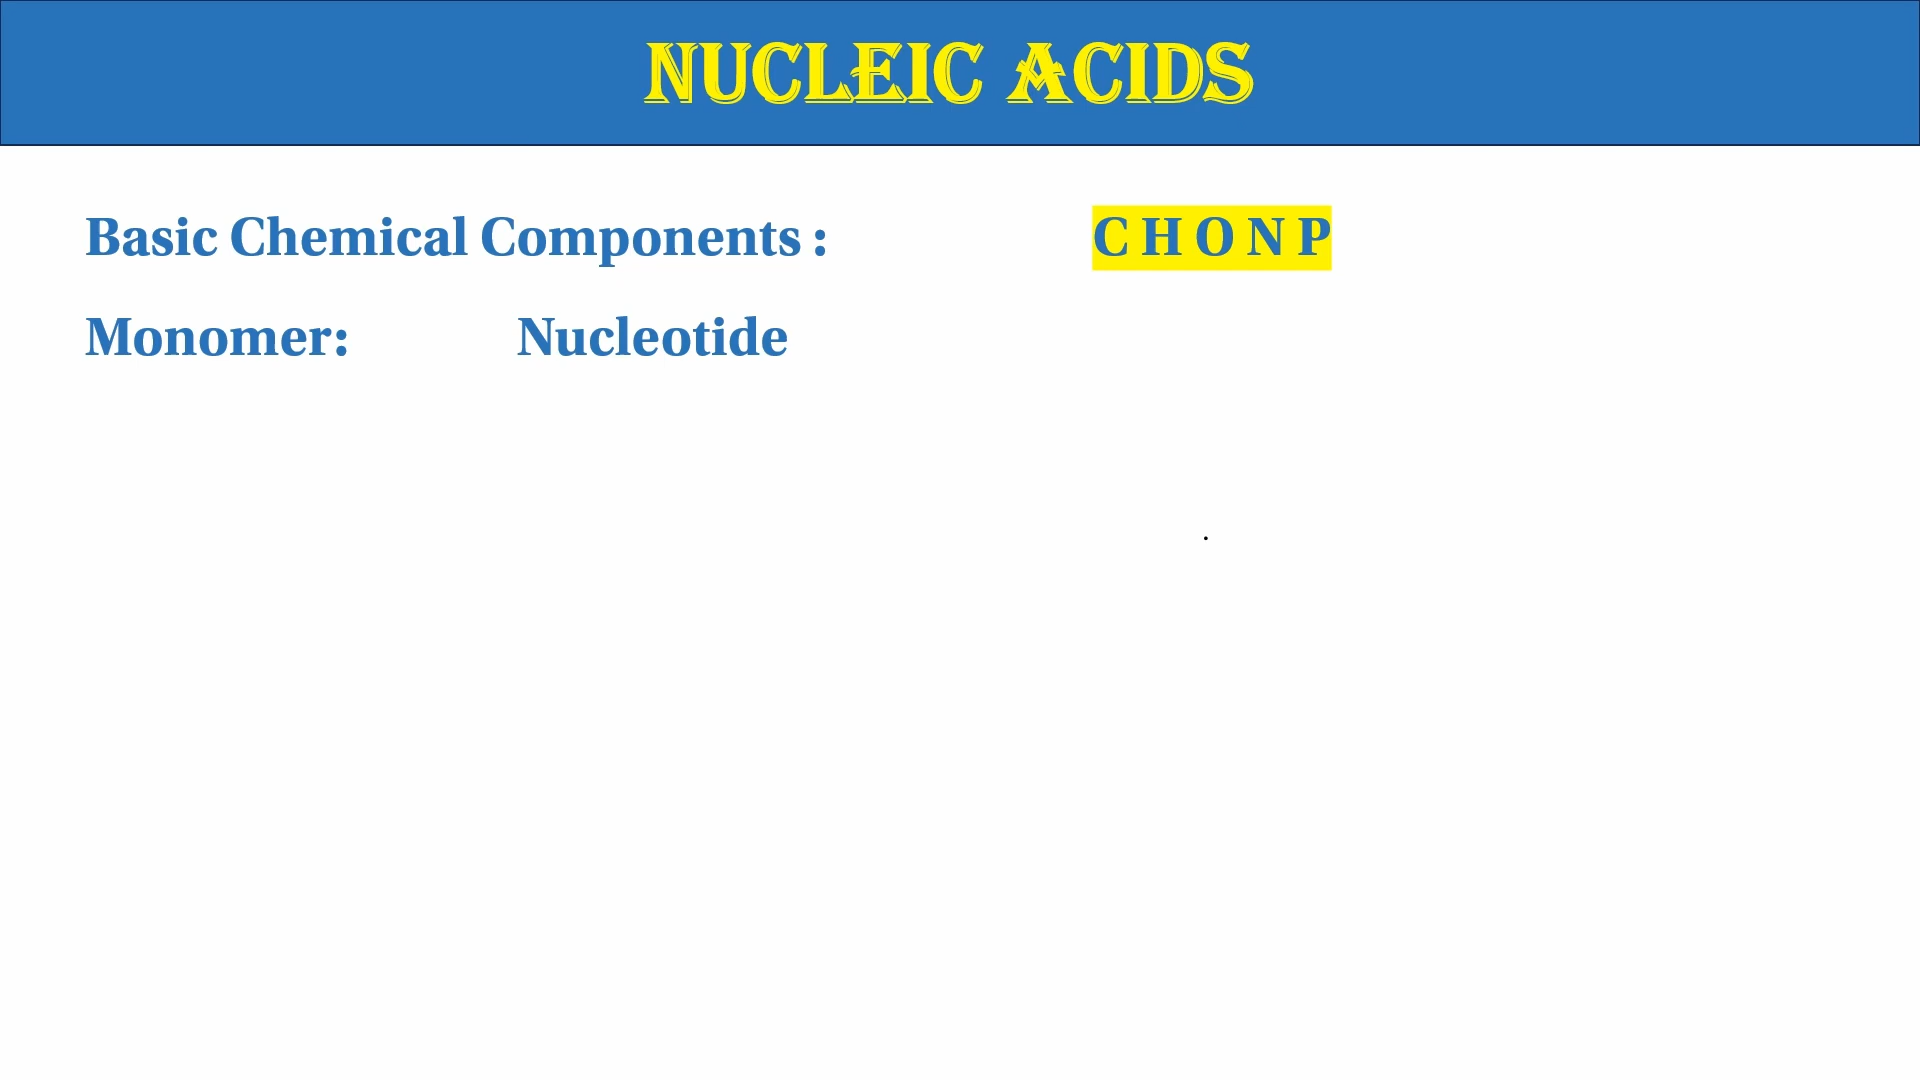 NUCLEIC ACIDS
Basic Chemical Components : C H O N P
Monomer: Nucleotide
.